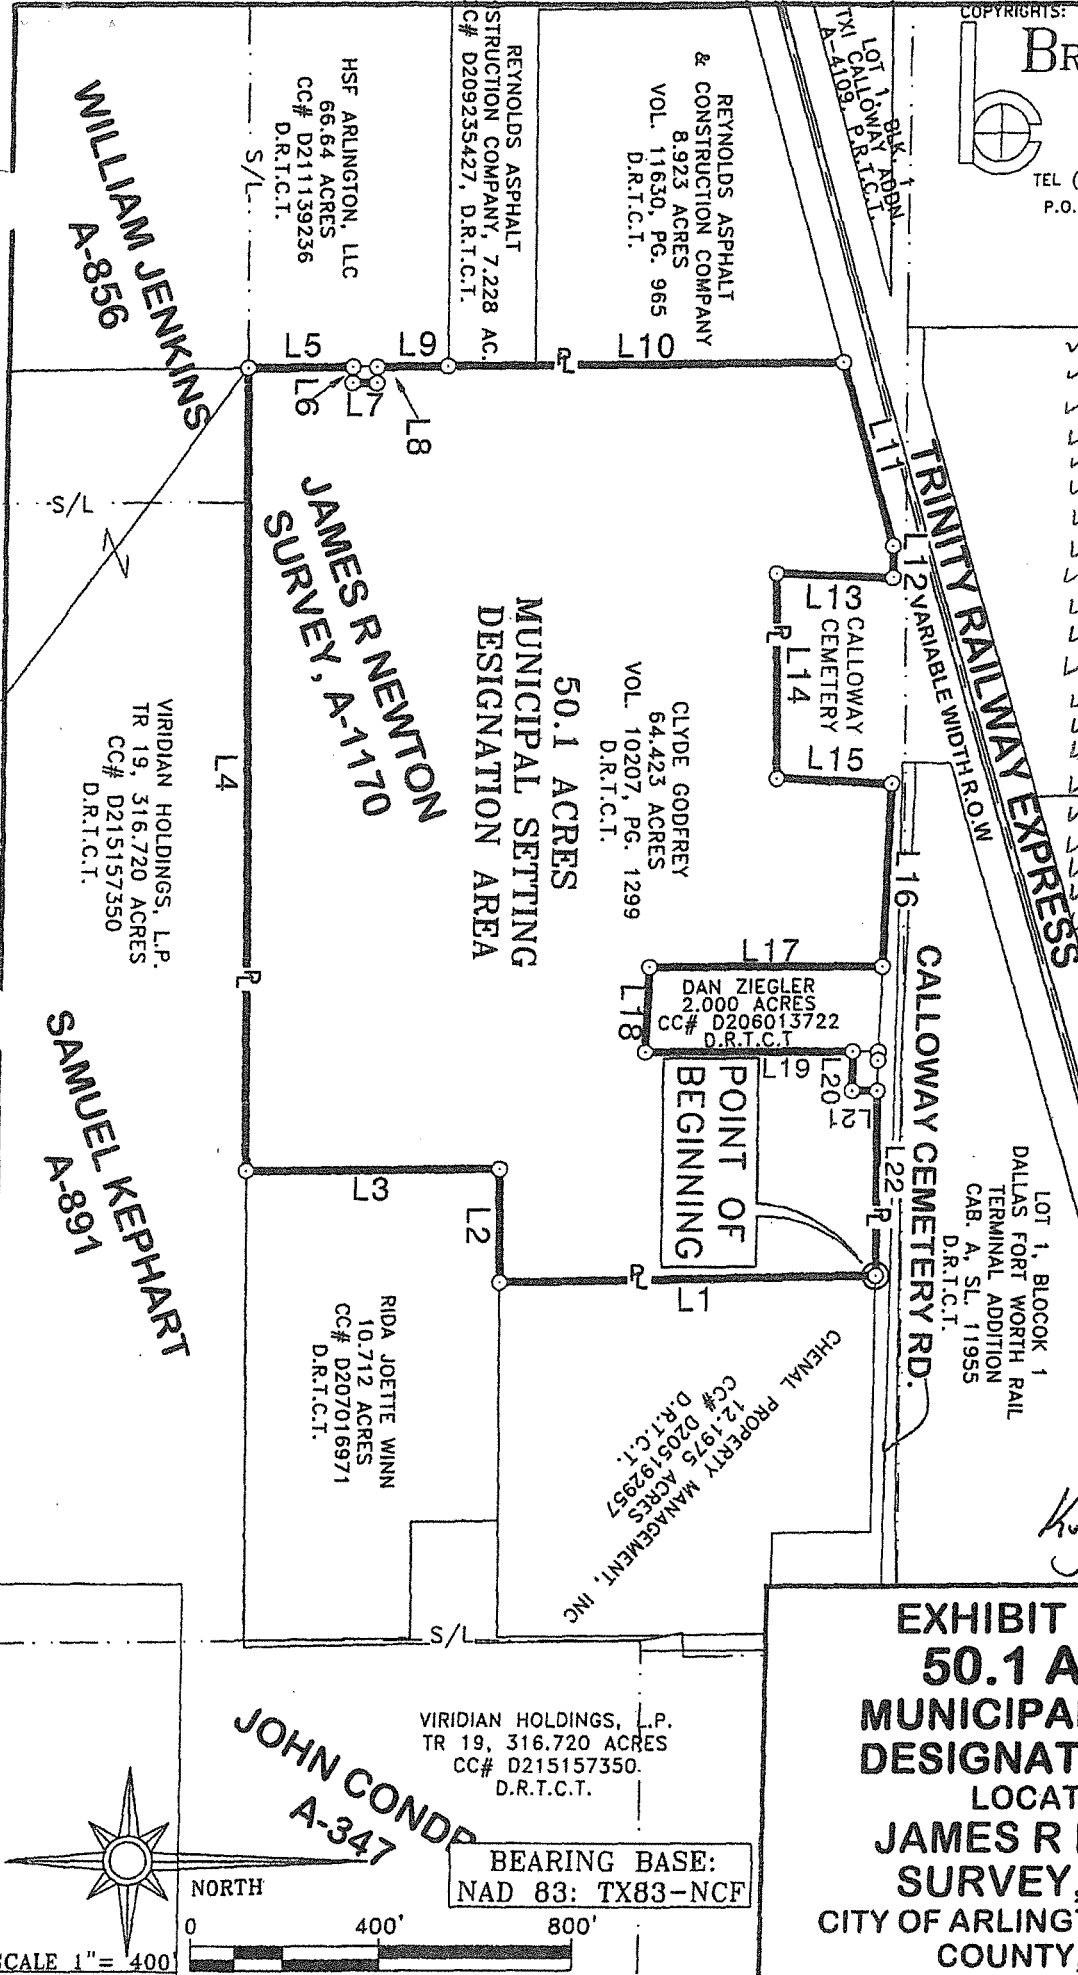 COPYRIGHTS:
BR
TEL (
P.O.
LOT 1, BLK. 1
TXI CALLOWAY ADDN.
A-4109, P.R.T.C.T.
REYNOLDS ASPHALT
& CONSTRUCTION COMPANY
8.923 ACRES
VOL. 11630, PG. 965
D.R.T.C.T.
REYNOLDS ASPHALT
STRUCTION COMPANY, 7.228 AC.
C# D209235427, D.R.T.C.T.
HSF ARLINGTON, LLC
66.64 ACRES
CC# D211139236
D.R.T.C.T.
S/L
WILLIAM JENKINS
A-856
L5
L6
L7
L8
L9
L10
PL
L11
L12
TRINITY RAILWAY EXPRESS
VARIABLE WIDTH R.O.W
L13
CALLOWAY
CEMETERY
PL
L14
L15
L16
S/L
JAMES R NEWTON
SURVEY, A-1170
50.1 ACRES
MUNICIPAL SETTING
DESIGNATION AREA
CLYDE GODFREY
64.423 ACRES
VOL. 10207, PG. 1299
D.R.T.C.T.
L4
PL
VIRIDIAN HOLDINGS, L.P.
TR 19, 316.720 ACRES
CC# D215157350
D.R.T.C.T.
L17
DAN ZIEGLER
2.000 ACRES
CC# D206013722
D.R.T.C.T
L18
L19
L20
L21
L22
PL
CALLOWAY CEMETERY RD.
LOT 1, BLOCOK 1
DALLAS FORT WORTH RAIL
TERMINAL ADDITION
CAB. A, SL. 11955
D.R.T.C.T.
POINT OF
BEGINNING
L3
L2
PL
L1
SAMUEL KEPHART
A-891
RIDA JOETTE WINN
10.712 ACRES
CC# D207016971
D.R.T.C.T.
CHENAL PROPERTY MANAGEMENT, INC
12.1975 ACRES
CC# D205192957
D.R.T.C.T.
S/L
VIRIDIAN HOLDINGS, L.P.
TR 19, 316.720 ACRES
CC# D215157350
D.R.T.C.T.
JOHN COND
A-347
BEARING BASE:
NAD 83: TX83-NCF
NORTH
0 400' 800'
SCALE 1"= 400'
EXHIBIT
50.1 A
MUNICIPA
DESIGNAT
LOCAT
JAMES R
SURVEY,
CITY OF ARLINGT
COUNTY,